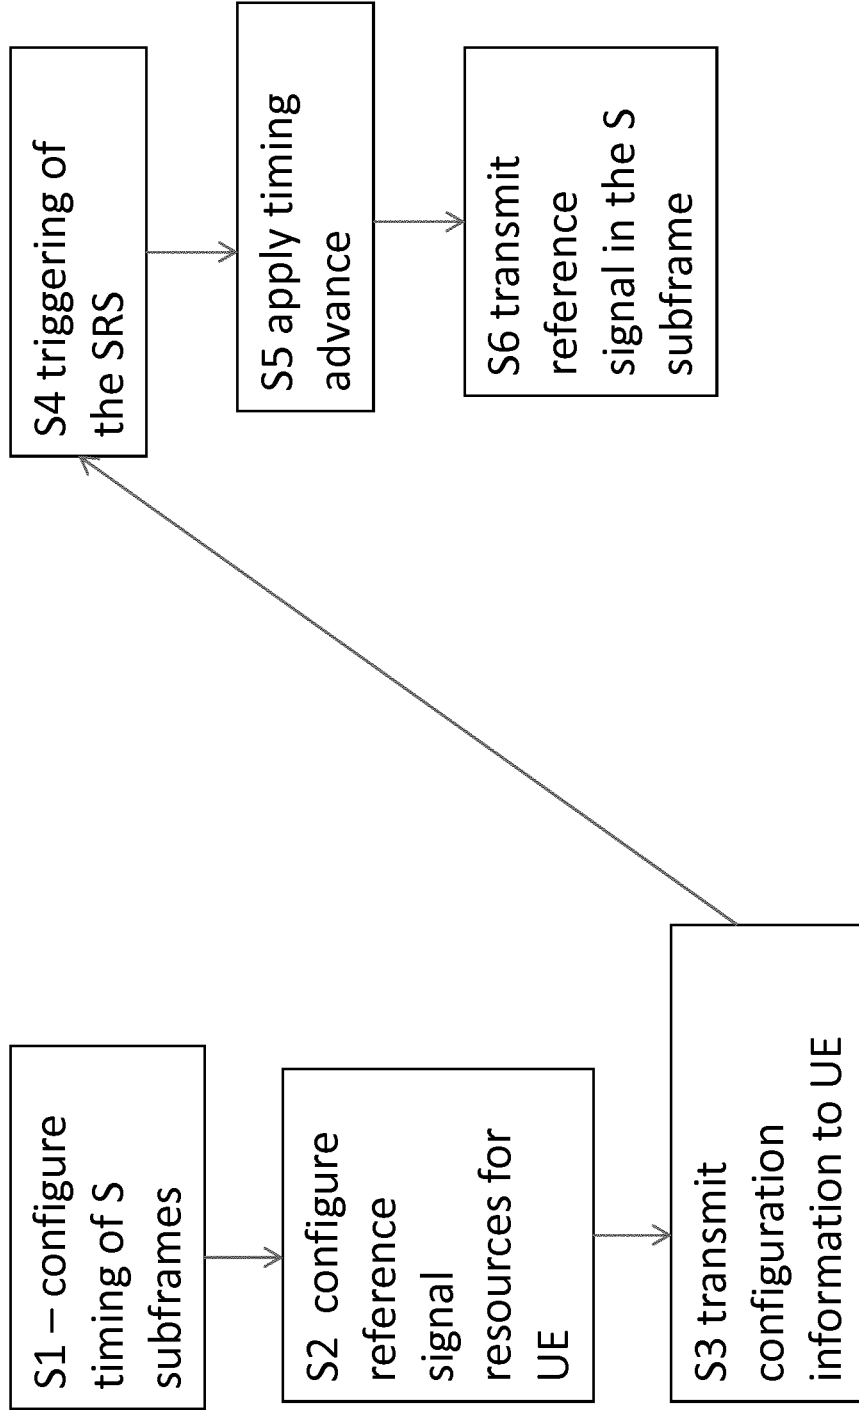 S1 – configure
timing of S
subframes
S2 configure
reference
signal
resources for
UE
S3 transmit
configuration
information to UE
S4 triggering of
the SRS
S5 apply timing
advance
S6 transmit
reference
signal in the S
subframe